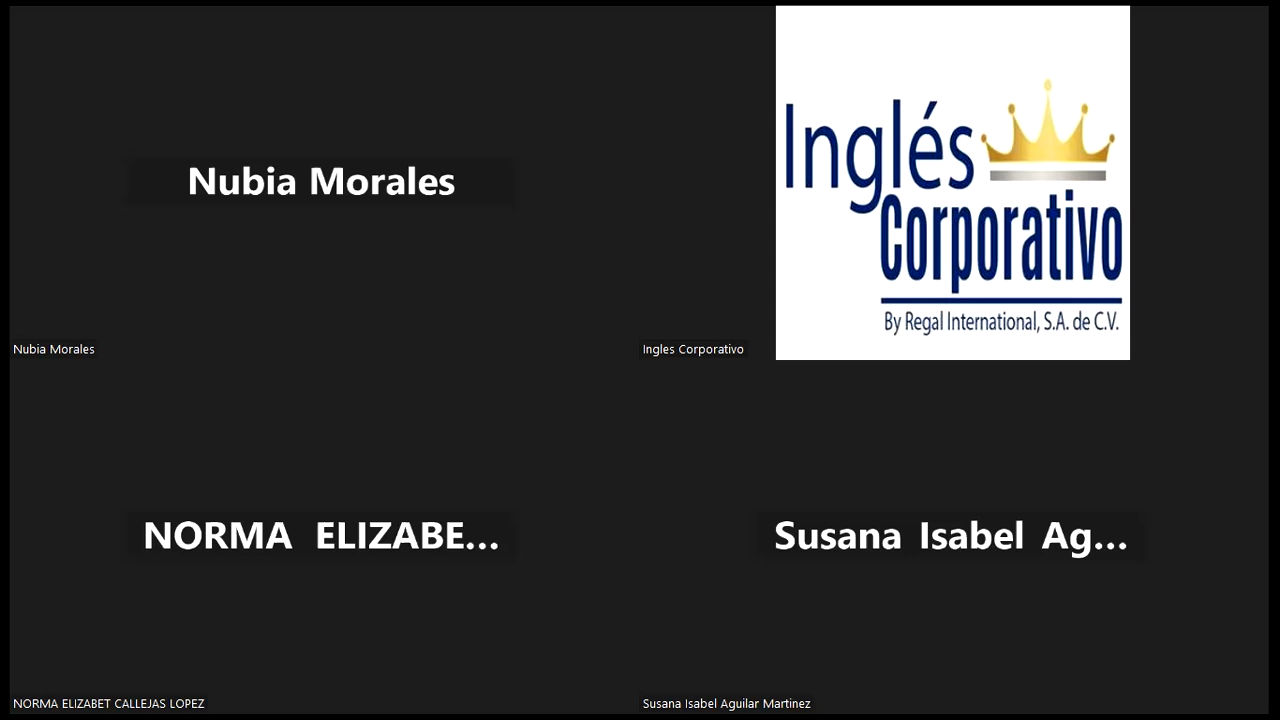 Nubia Morales
Nubia Morales
Inglés
Corporativo
By Regal International, S.A. de C.V.
Ingles Corporativo
NORMA ELIZABE...
NORMA ELIZABET CALLEJAS LOPEZ
Susana Isabel Ag...
Susana Isabel Aguilar Martinez